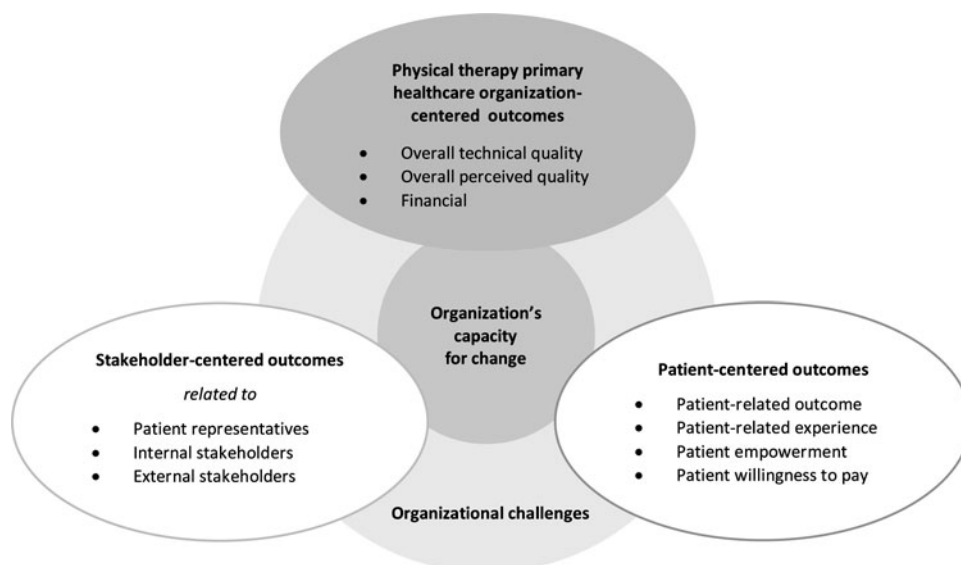 Physical therapy primary
healthcare organization-
centered outcomes
• Overall technical quality
• Overall perceived quality
• Financial
Organization's
capacity
for change
Stakeholder-centered outcomes
related to
• Patient representatives
• Internal stakeholders
• External stakeholders
Patient-centered outcomes
• Patient-related outcome
• Patient-related experience
• Patient empowerment
• Patient willingness to pay
Organizational challenges